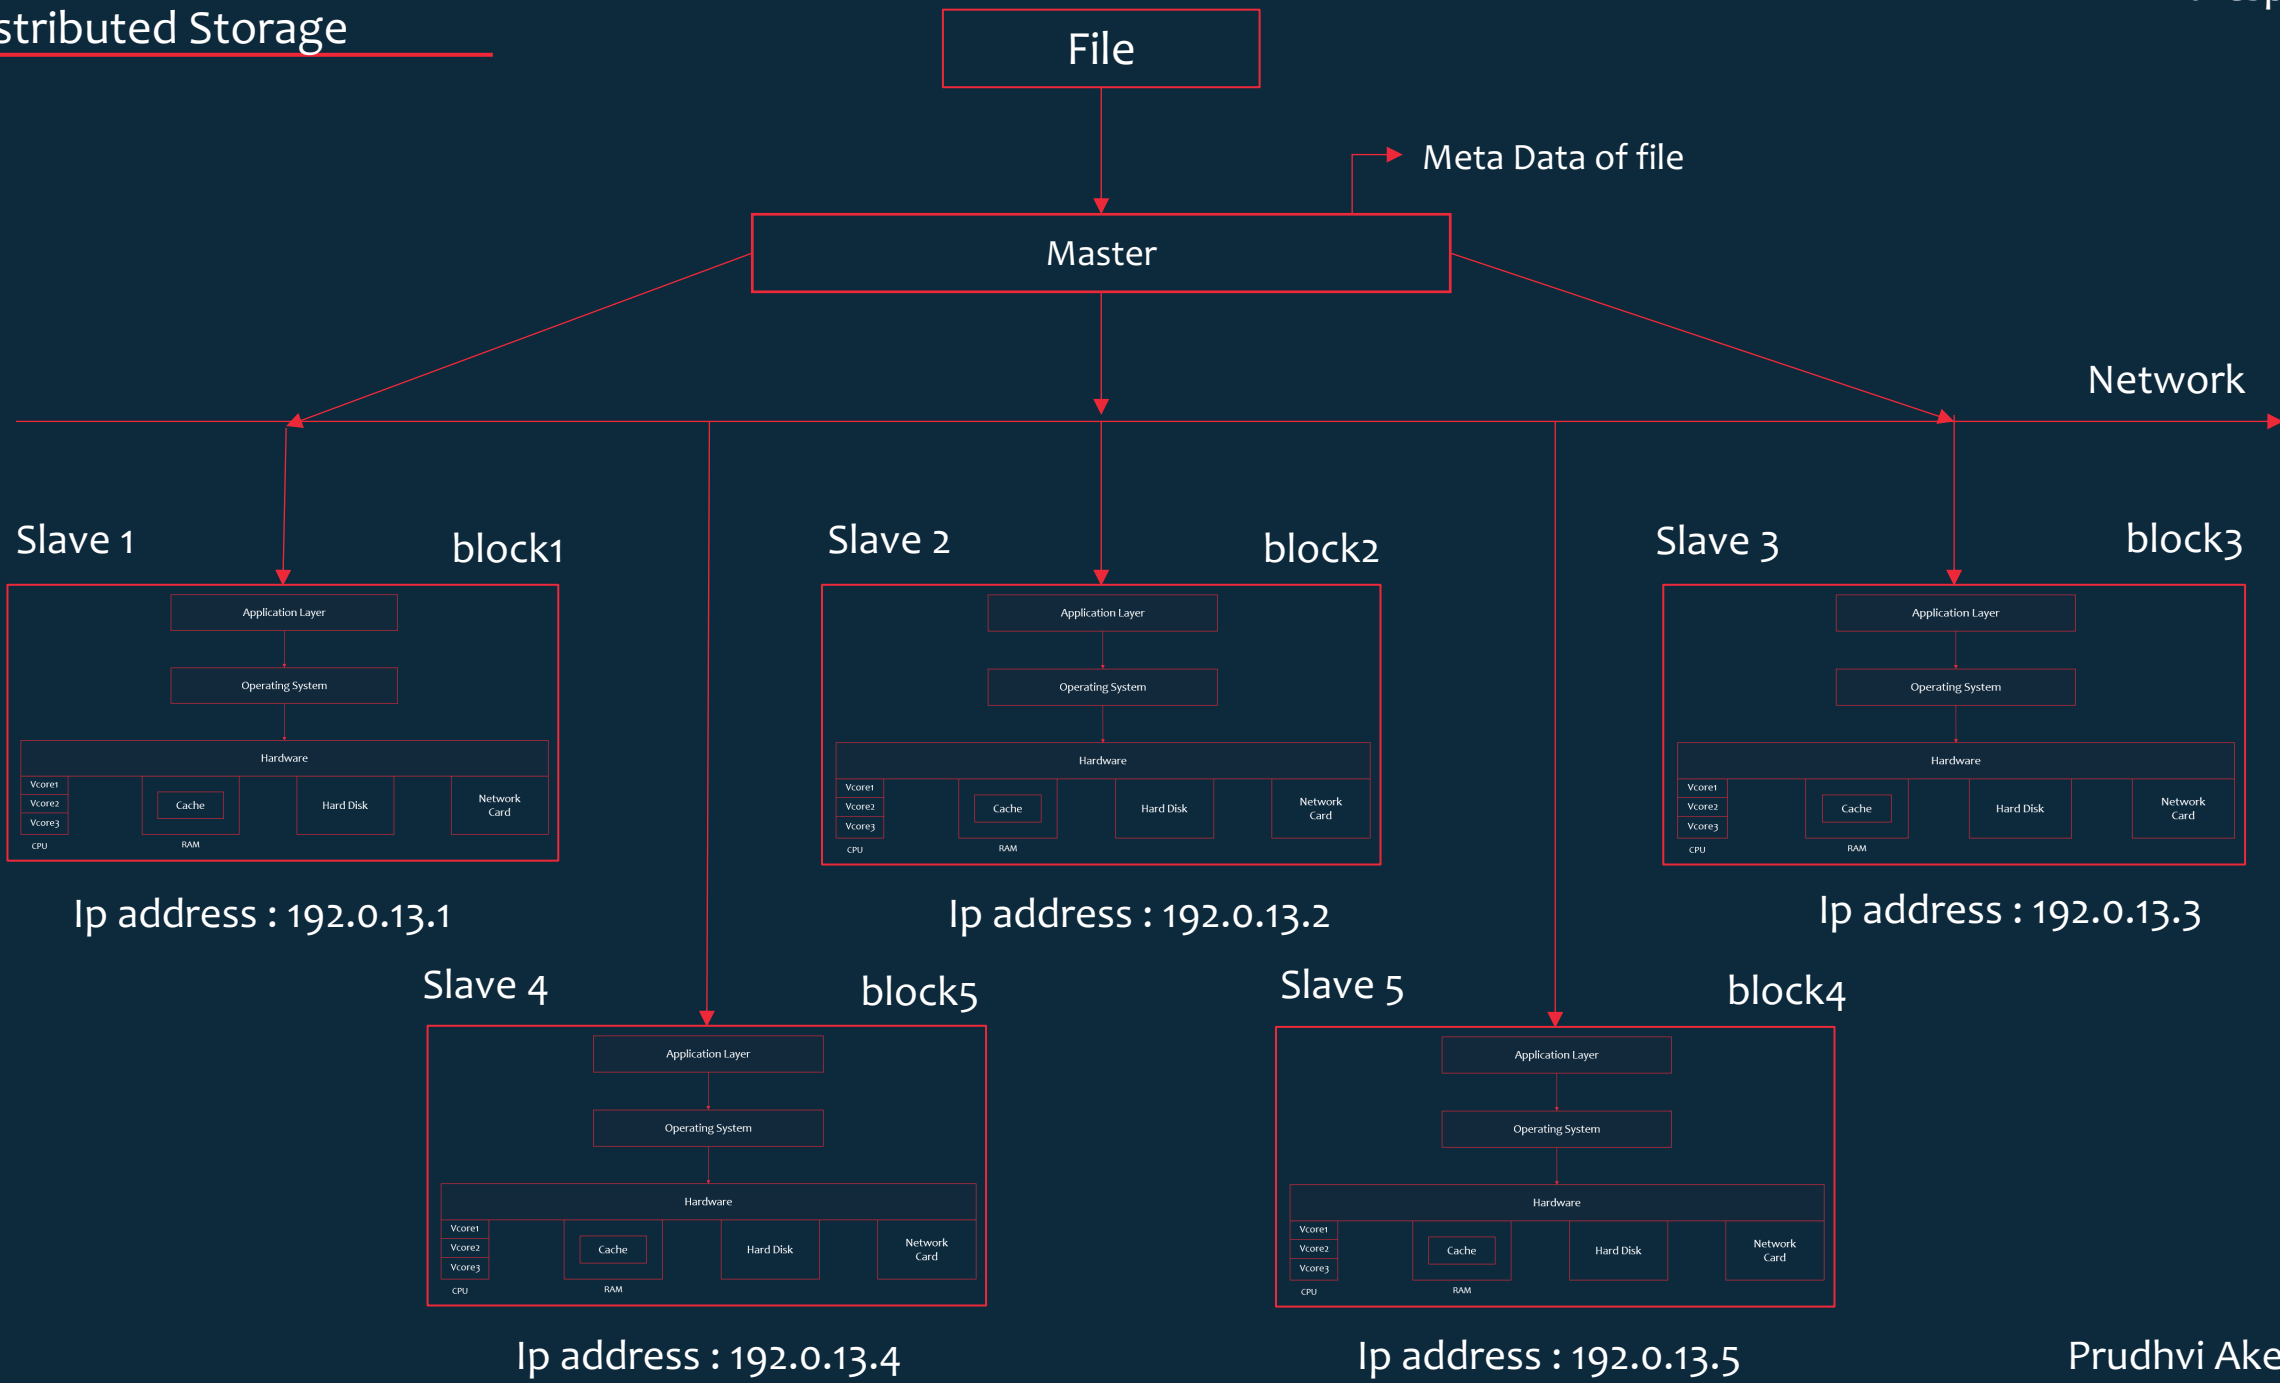 stributed Storage
File
Meta Data of file
Master
Network
Slave 1
block1
Slave 2
block2
Slave 3
block3
Application Layer
Operating System
Hardware
Vcore1
Vcore2
Vcore3
CPU
Cache
RAM
Hard Disk
Network
Card
Ip address : 192.0.13.1
Application Layer
Operating System
Hardware
Vcore1
Vcore2
Vcore3
CPU
Cache
RAM
Hard Disk
Network
Card
Ip address : 192.0.13.2
Application Layer
Operating System
Hardware
Vcore1
Vcore2
Vcore3
CPU
Cache
RAM
Hard Disk
Network
Card
Ip address : 192.0.13.3
Slave 4
block5
Application Layer
Operating System
Hardware
Vcore1
Vcore2
Vcore3
CPU
Cache
RAM
Hard Disk
Network
Card
Ip address : 192.0.13.4
Slave 5
block4
Application Layer
Operating System
Hardware
Vcore1
Vcore2
Vcore3
CPU
Cache
RAM
Hard Disk
Network
Card
Ip address : 192.0.13.5
Prudhvi Ake